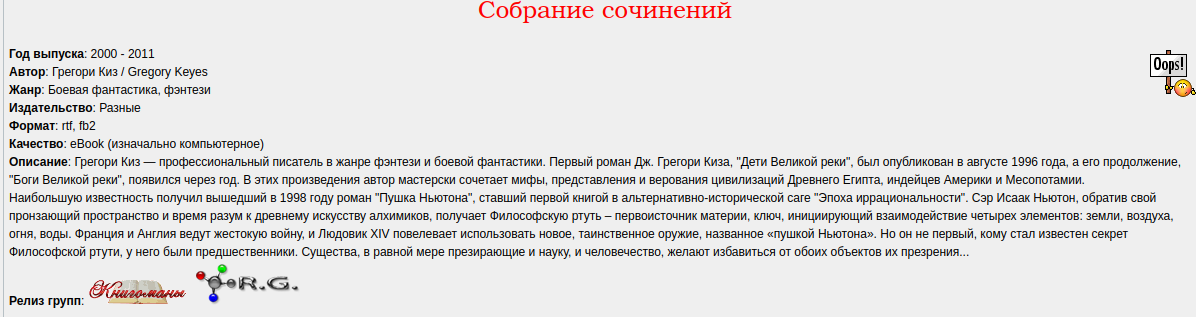 Собрание сочинений
Год выпуска: 2000 - 2011
Oops!
Автор: Грегори Киз / Gregory Keyes
Жанр: Боевая фантастика, фэнтези
Издательство: Разные
Формат: rtf, fb2
Качество: eBook (изначально компьютерное)
Описание: Грегори Киз — профессиональный писатель в жанре фэнтези и боевой фантастики. Первый роман Дж. Грегори Киза, "Дети Великой реки", был опубликован в августе 1996 года, а его продолжение,
"Боги Великой реки", появился через год. В этих произведения автор мастерски сочетает мифы, представления и верования цивилизаций Древнего Египта, индейцев Америки и Месопотамии.
Наибольшую известность получил вышедший в 1998 году роман "Пушка Ньютона", ставший первой книгой в альтернативно-исторической саге "Эпоха иррациональности". Сэр Исаак Ньютон, обратив свой
пронзающий пространство и время разум к древнему искусству алхимиков, получает Философскую ртуть – первоисточник материи, ключ, инициирующий взаимодействие четырех элементов: земли, воздуха,
огня, воды. Франция и Англия ведут жестокую войну, и Людовик XIV повелевает использовать новое, таинственное оружие, названное «пушкой Ньютона». Но он не первый, кому стал известен секрет
Философской ртути, у него были предшественники. Существа, в равной мере презирающие и науку, и человечество, желают избавиться от обоих объектов их презрения...
Релиз групп: Книгоманы R.G.